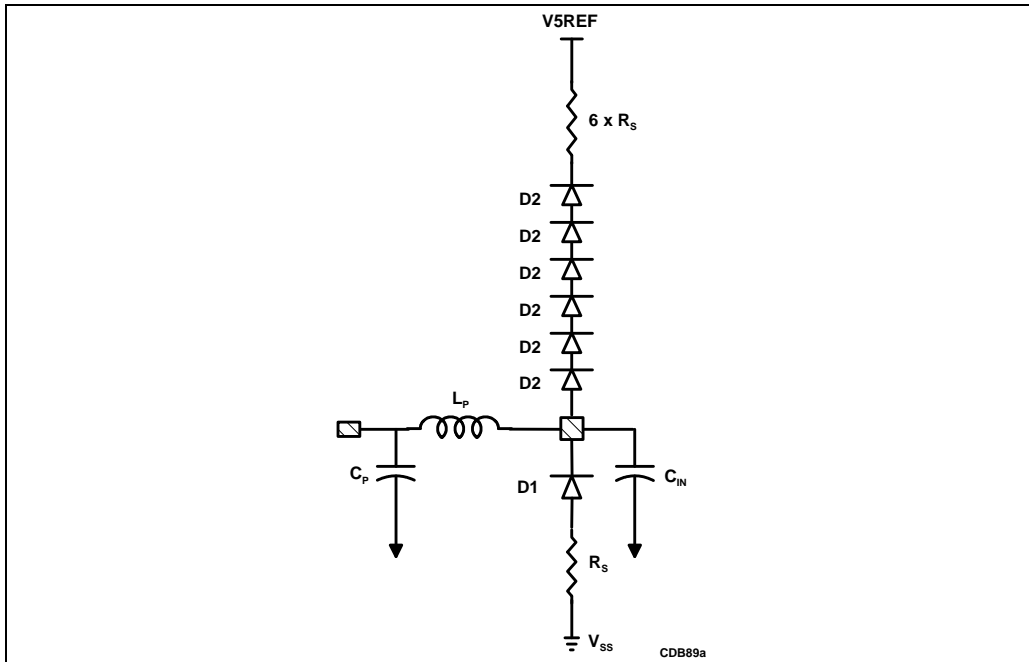 V5REF
6 x RS
D2
D2
D2
D2
D2
D2
LP
CP
D1
CIN
RS
VSS
CDB89a